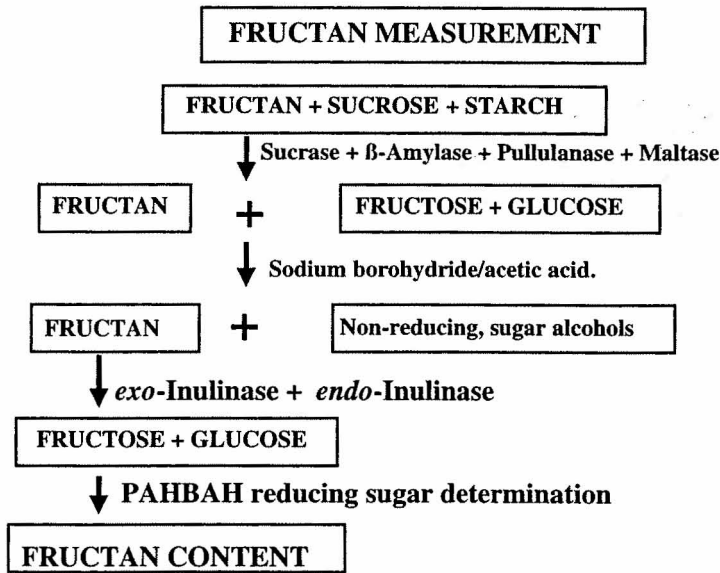 FRUCTAN MEASUREMENT
FRUCTAN + SUCROSE + STARCH
Sucrase + ß-Amylase + Pullulanase + Maltase
FRUCTAN + FRUCTOSE + GLUCOSE
Sodium borohydride/acetic acid.
FRUCTAN + Non-reducing, sugar alcohols
exo-Inulinase + endo-Inulinase
FRUCTOSE + GLUCOSE
PAHBAH reducing sugar determination
FRUCTAN CONTENT